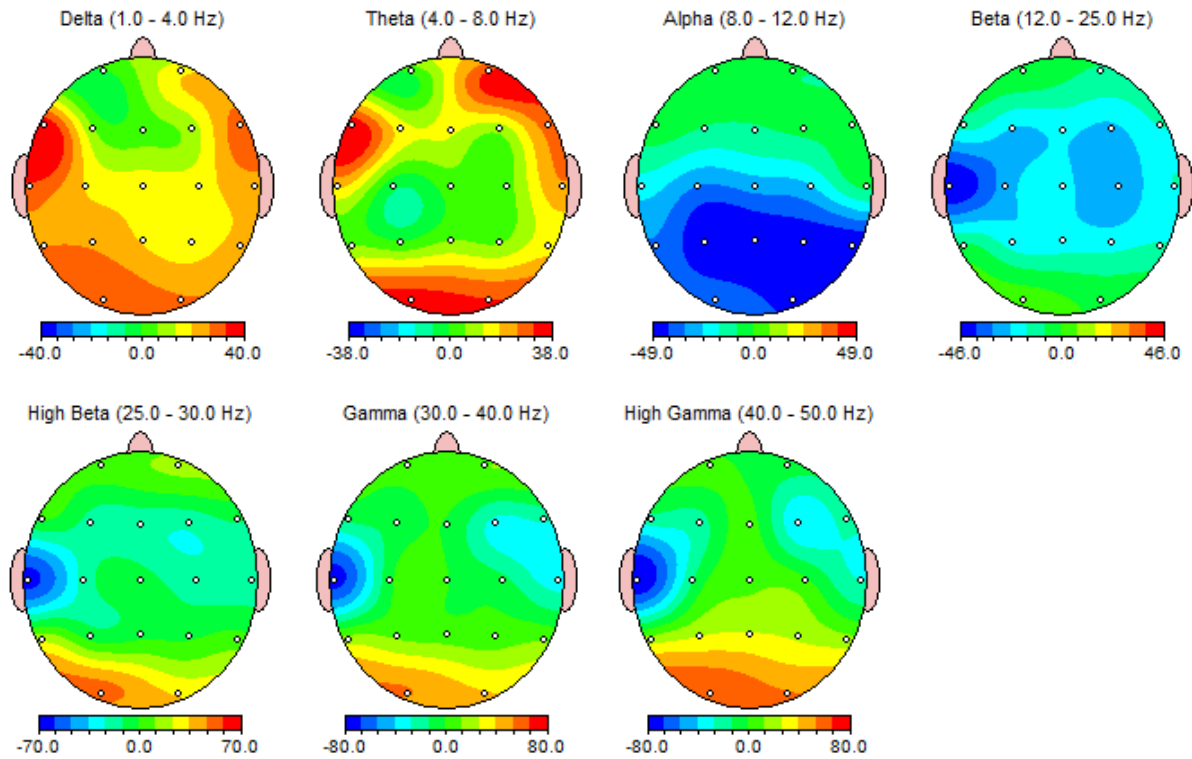 Delta (1.0 - 4.0 Hz)
Theta (4.0 - 8.0 Hz)
Alpha (8.0 - 12.0 Hz)
Beta (12.0 - 25.0 Hz)
-40.0 0.0 40.0
-38.0 0.0 38.0
-49.0 0.0 49.0
-46.0 0.0 46.0
High Beta (25.0 - 30.0 Hz)
Gamma (30.0 - 40.0 Hz)
High Gamma (40.0 - 50.0 Hz)
-70.0 0.0 70.0
-80.0 0.0 80.0
-80.0 0.0 80.0